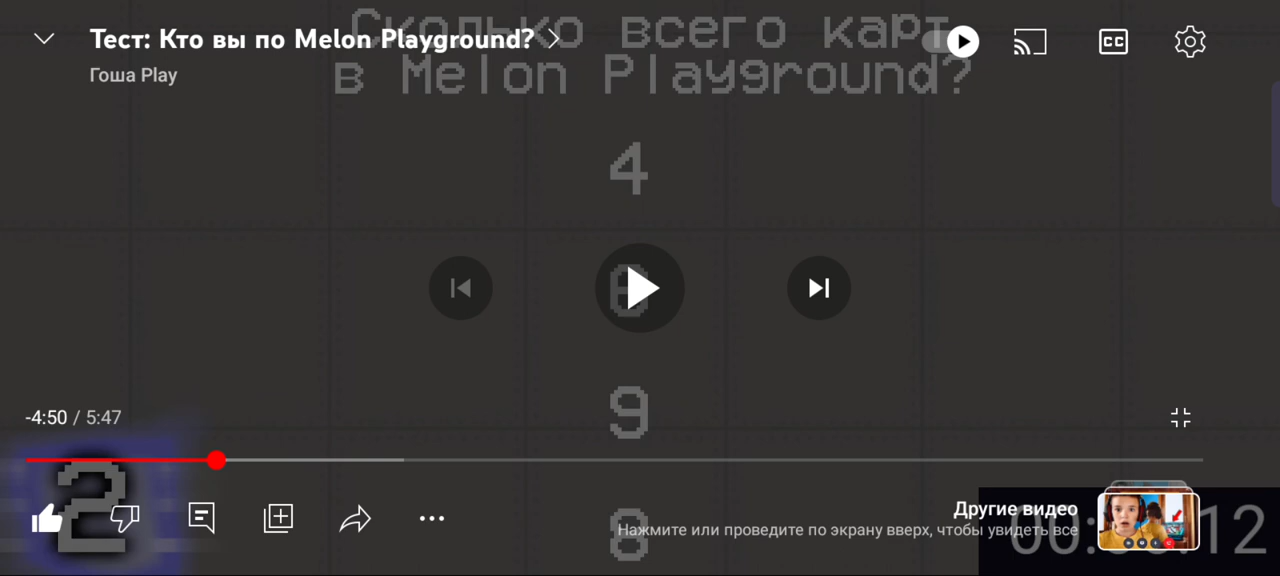 Сколько всего карт
в Melon Playground?
Тест: Кто вы по Melon Playground?
Гоша Play
CC
4
9
8
-4:50 / 5:47
2
Другие видео
Нажмите или проведите по экрану вверх, чтобы увидеть все